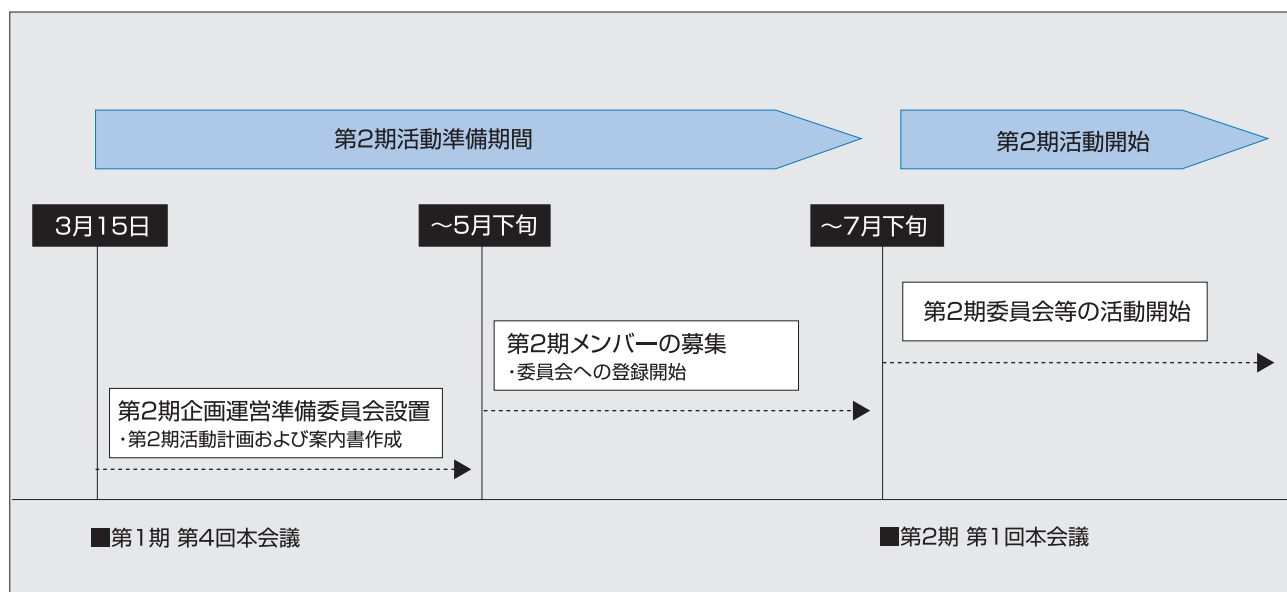 第2期活動準備期間
第2期活動開始
3月15日
～5月下旬
～7月下旬
第2期委員会等の活動開始
第2期メンバーの募集
・委員会への登録開始
第2期企画運営準備委員会設置
・第2期活動計画および案内書作成
■第1期 第4回本会議
■第2期 第1回本会議